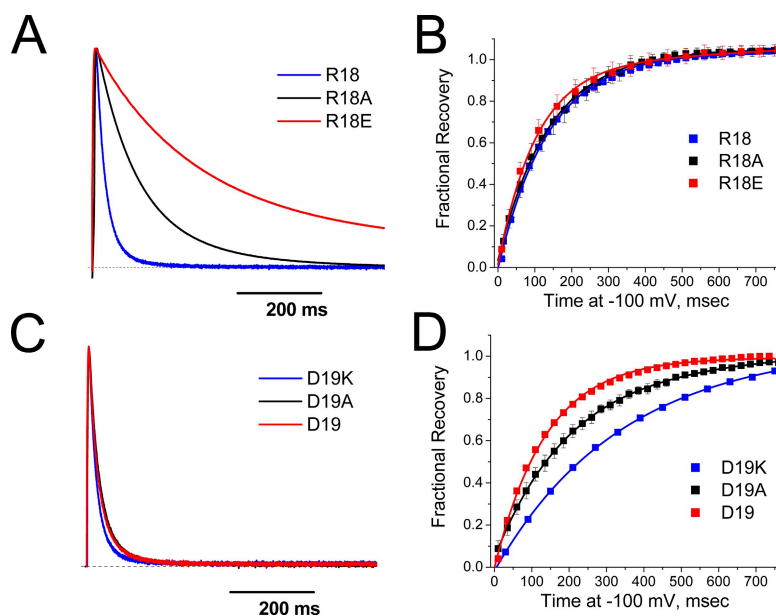 A
R18
R18A
R18E
200 ms
B
Fractional Recovery
1.0
0.8
0.6
0.4
0.2
0.0
R18
R18A
R18E
0 100 200 300 400 500 600 700
Time at -100 mV, msec
C
D19K
D19A
D19
200 ms
D
Fractional Recovery
1.0
0.8
0.6
0.4
0.2
0.0
D19K
D19A
D19
0 100 200 300 400 500 600 700
Time at -100 mV, msec